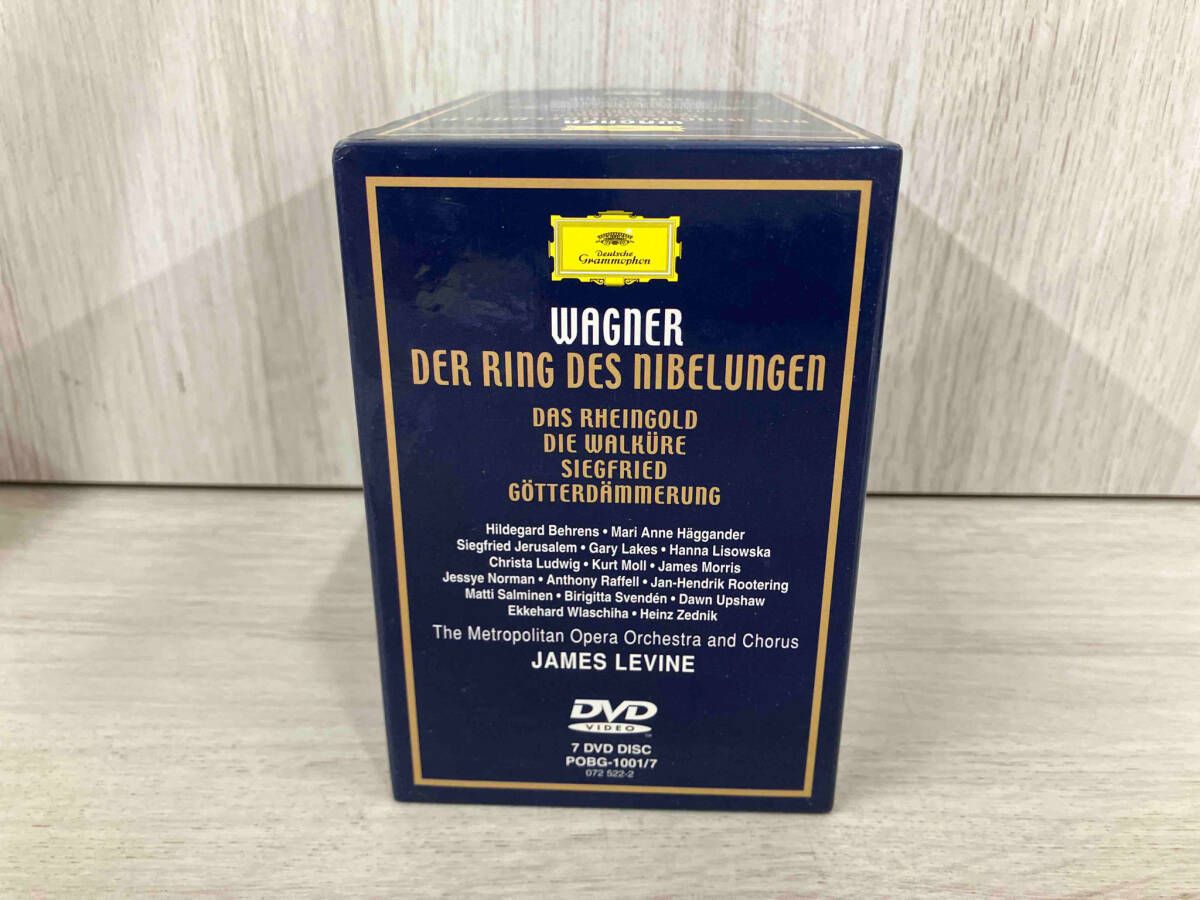 WAGNER
Deutsche
Grammophon
WAGNER
DER RING DES NIBELUNGEN
DAS RHEINGOLD
DIE WALKÜRE
SIEGFRIED
GÖTTERDÄMMERUNG
Hildegard Behrens • Mari Anne Häggander
Siegfried Jerusalem • Gary Lakes • Hanna Lisowska
Christa Ludwig • Kurt Moll • James Morris
Jessye Norman • Anthony Raffell • Jan-Hendrik Rootering
Matti Salminen • Birgitta Svendén • Dawn Upshaw
Ekkehard Wlaschiha • Heinz Zednik
The Metropolitan Opera Orchestra and Chorus
JAMES LEVINE
DVD
VIDEO
7 DVD DISC
POBG-1001/7
072 522-2